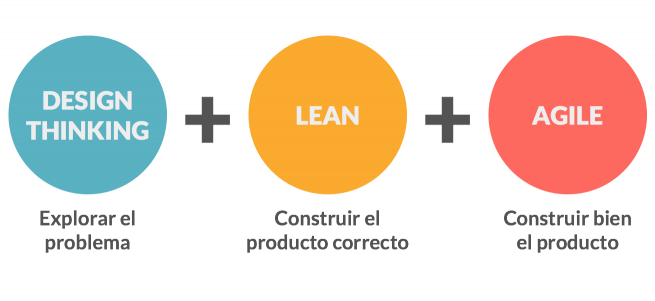 DESIGN
THINKING
+
LEAN
+
AGILE
Explorar el
problema
Construir el
producto correcto
Construir bien
el producto